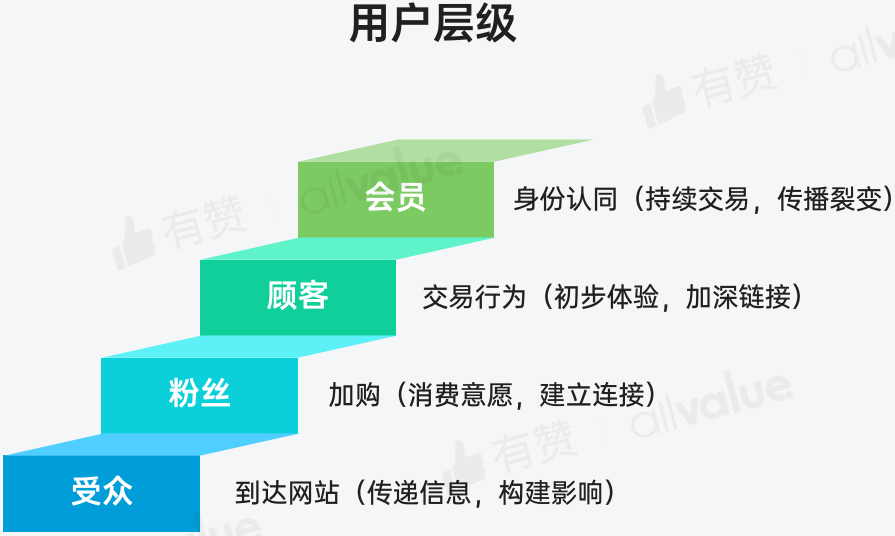 用户层级
有赞 | allvalue
会员
身份认同（持续交易，传播裂变）
有赞 | allvalue.
顾客
交易行为（初步体验，加深链接）
粉丝
加购（消费意愿，建立连接）
有赞 | allvalue.
受众
到达网站（传递信息，构建影响）